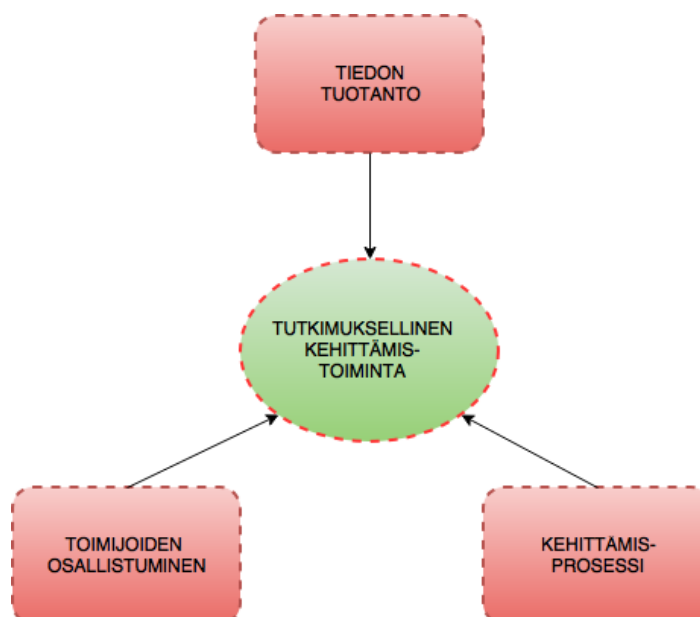 TIEDON
TUOTANTO
TUTKIMUKSELLINEN
KEHITTÄMIS-
TOIMINTA
TOIMIJOIDEN
OSALLISTUMINEN
KEHITTÄMIS-
PROSESSI